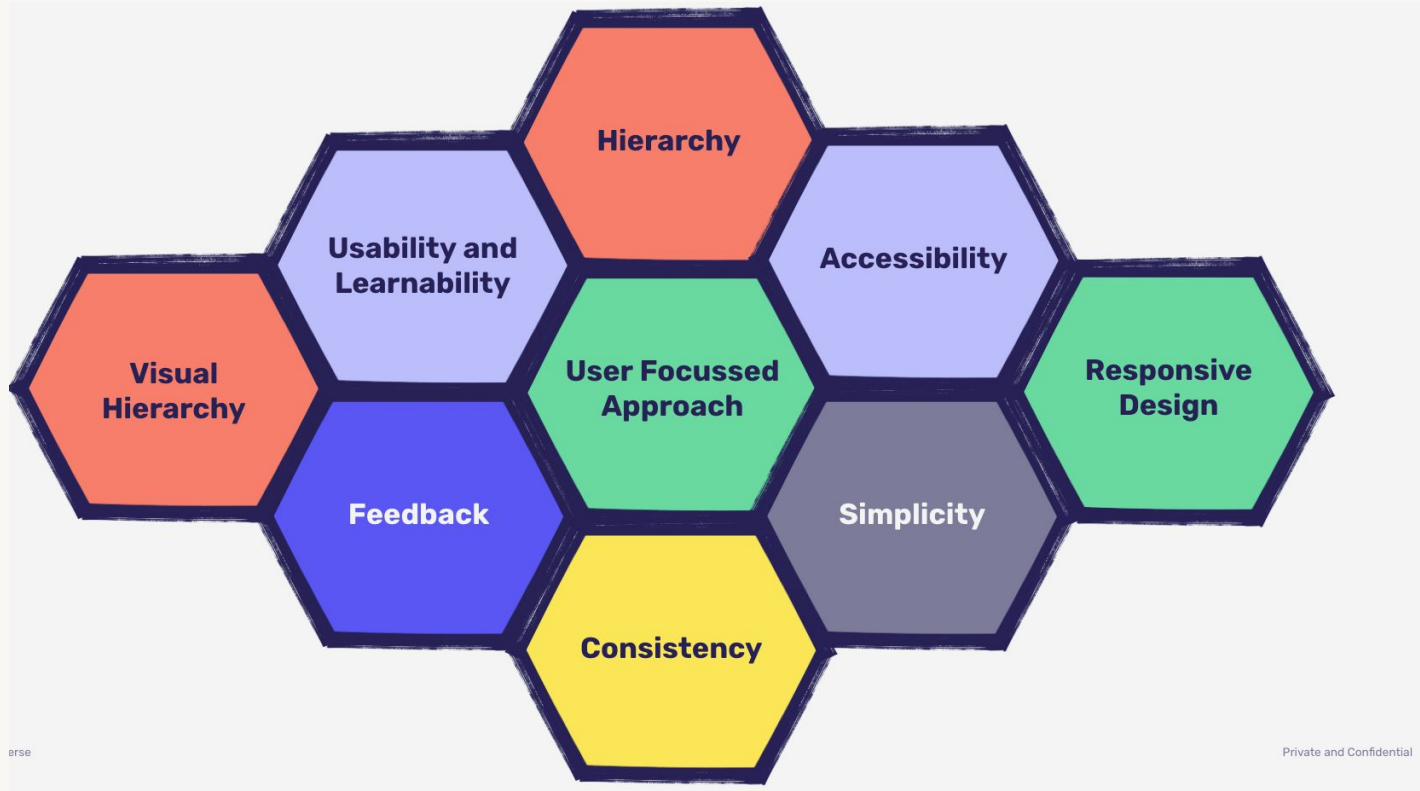 Hierarchy
Usability and
Learnability
Accessibility
Visual
Hierarchy
User Focussed
Approach
Responsive
Design
Feedback
Simplicity
Consistency
erse
Private and Confidential